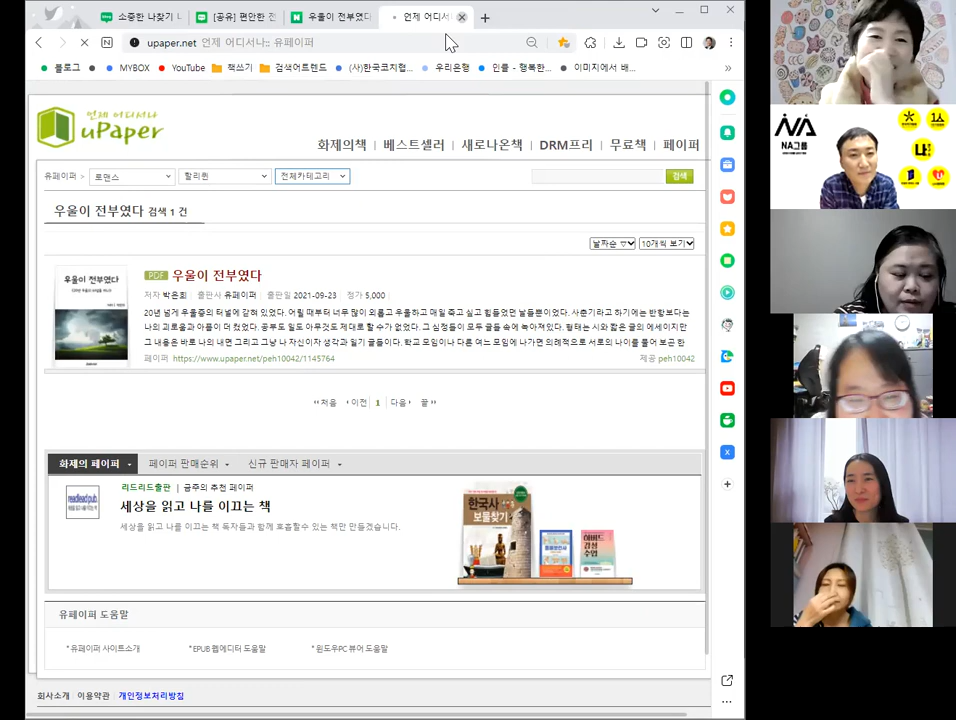 소중한 나찾기
[공유] 편안한 전
우울이 전부였다
언제 어디서나
upaper.net 언제 어디서나:: 유페이퍼
블로그
MYBOX
YouTube
책쓰기
검색어트렌드
(사)한국코치협...
우리은행
인클 - 행복한...
이미지에서 배...
언제 어디서나
uPaper
화제의책 | 베스트셀러 | 새로나온책 | DRM프리 | 무료책 | 페이퍼
유페이퍼 > 로맨스 할리퀸 전체카테고리 검색
우울이 전부였다 검색 1 건
날짜순 ▽ 10개씩 보기
우울이 전부였다
PDF 우울이 전부였다
저자 박은희 | 출판사 유페이퍼 | 출판일 2021-09-23 | 정가 5,000
20년 넘게 우울증의 터널에 갇혀 있었다. 어릴 때부터 너무 많이 외롭고 우울하고 매일 죽고 싶고 힘들었던 날들뿐이었다. 사춘기라고 하기에는 반항보다는
나의 괴로움과 아픔이 더 컸었다. 공부도 일도 아무것도 제대로 할 수가 없었다. 그 심정들이 모두 글들 속에 녹아져있다. 형태는 시와 짧은 글의 에세이지만
그 내용은 바로 나의 내면 그리고 그냥 나 자신이자 생각과 일기 글들이다. 학교 모임이나 다른 여느 모임에 나가면 의례적으로 서로의 나이를 물어 보곤 한
페이퍼 https://www.upaper.net/peh10042/1145764
제공 peh10042
처음 이전 1 다음 끝
화제의 페이퍼
페이퍼 판매순위
신규 판매자 페이퍼
readlead pub.
리드리드출판 | 금주의 추천 페이퍼
세상을 읽고 나를 이끄는 책
세상을 읽고 나를 이끄는 책 독자들과 함께 호흡할수 있는 책만 만들겠습니다.
한국사
보물찾기
하버드
감성
수업
유페이퍼 도움말
*유페이퍼 사이트소개
*EPUB 웹에디터 도움말
*윈도우PC 뷰어 도움말
회사소개 | 이용약관 | 개인정보처리방침
NA
NA그룹